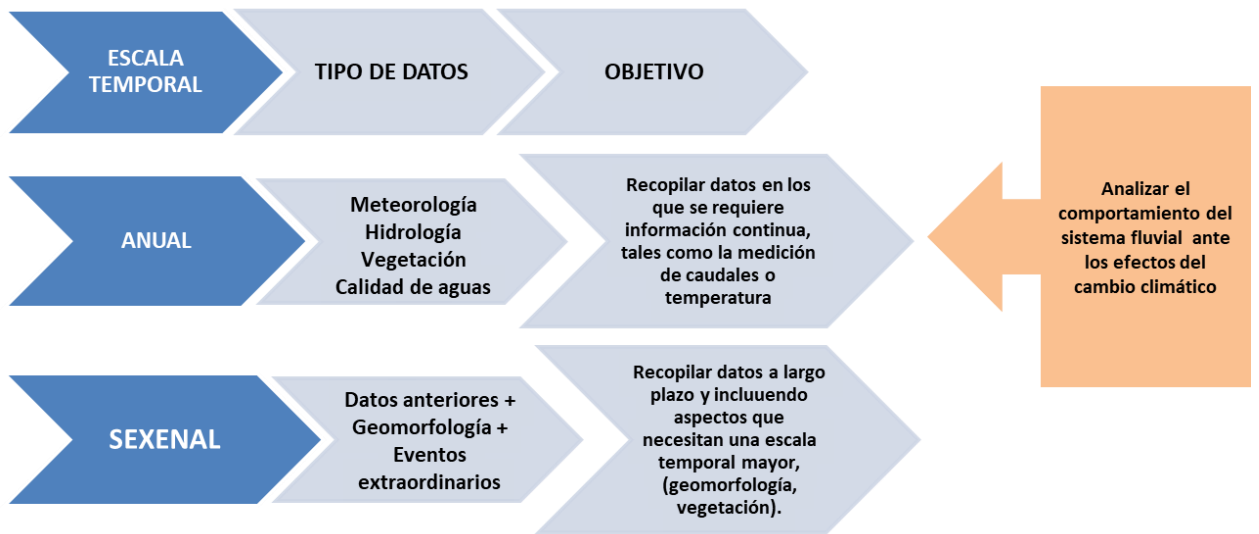 ESCALA
TEMPORAL
TIPO DE DATOS
OBJETIVO
ANUAL
Meteorología
Hidrología
Vegetación
Calidad de aguas
Recopilar datos en los
que se requiere
información continua,
tales como la medición
de caudales o
temperatura
SEXENAL
Datos anteriores +
Geomorfología +
Eventos
extraordinarios
Recopilar datos a largo
plazo y incluuendo
aspectos que
necesitan una escala
temporal mayor,
(geomorfología,
vegetación).
Analizar el
comportamiento del
sistema fluvial ante
los efectos del
cambio climático